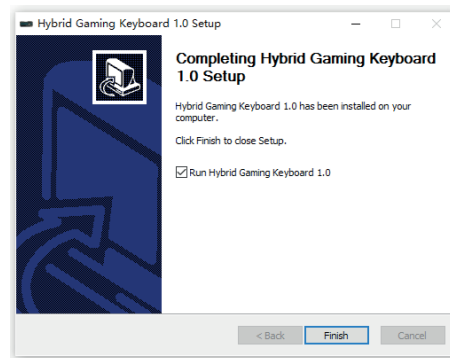 Hybrid Gaming Keyboard 1.0 Setup
Completing Hybrid Gaming Keyboard
1.0 Setup
Hybrid Gaming Keyboard 1.0 has been installed on your
computer.
Click Finish to close Setup.
Run Hybrid Gaming Keyboard 1.0
< Back Finish Cancel